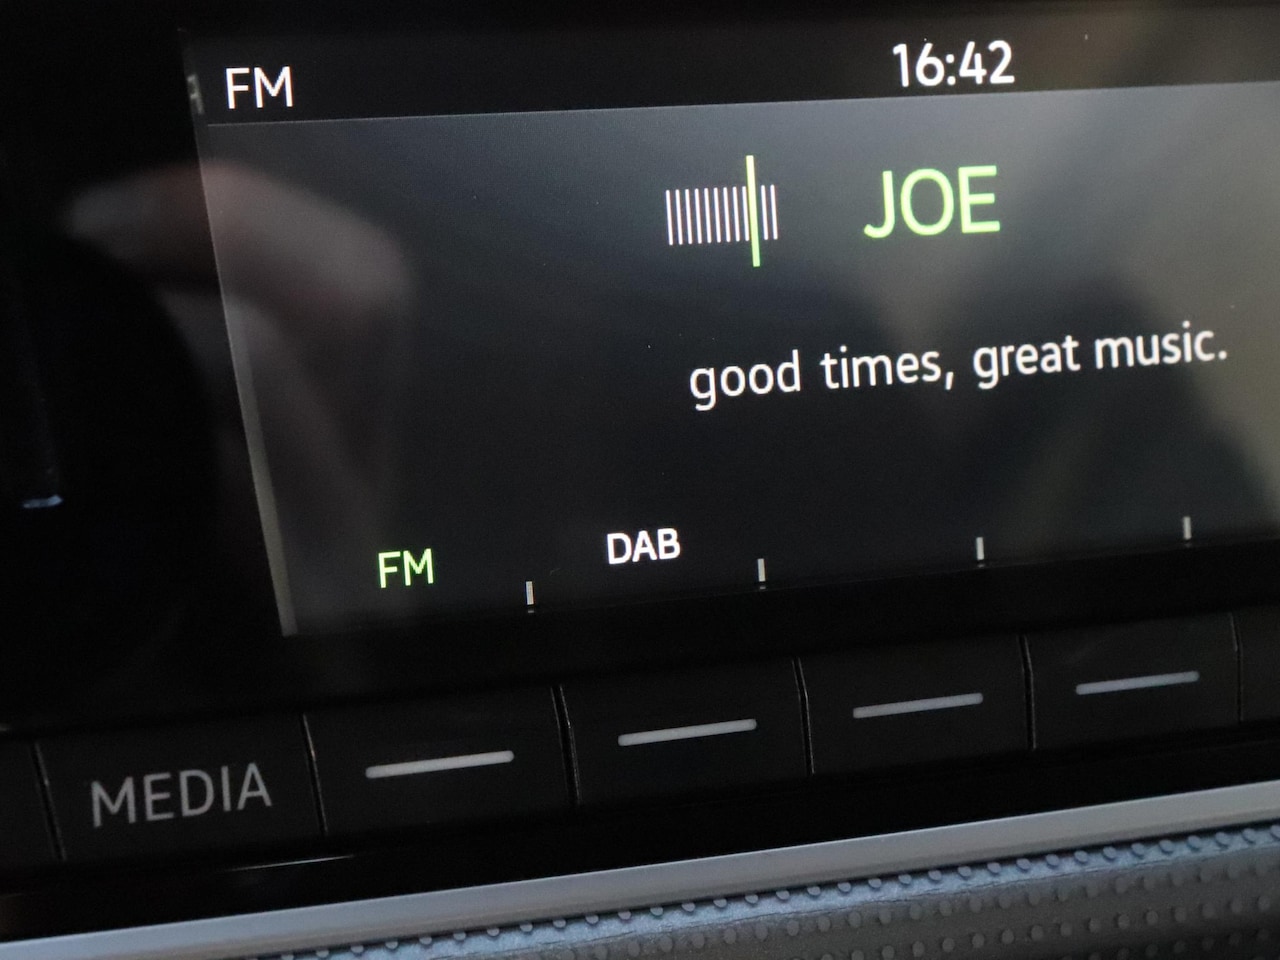 FM 16:42
JOE
good times, great music.
FM DAB
MEDIA